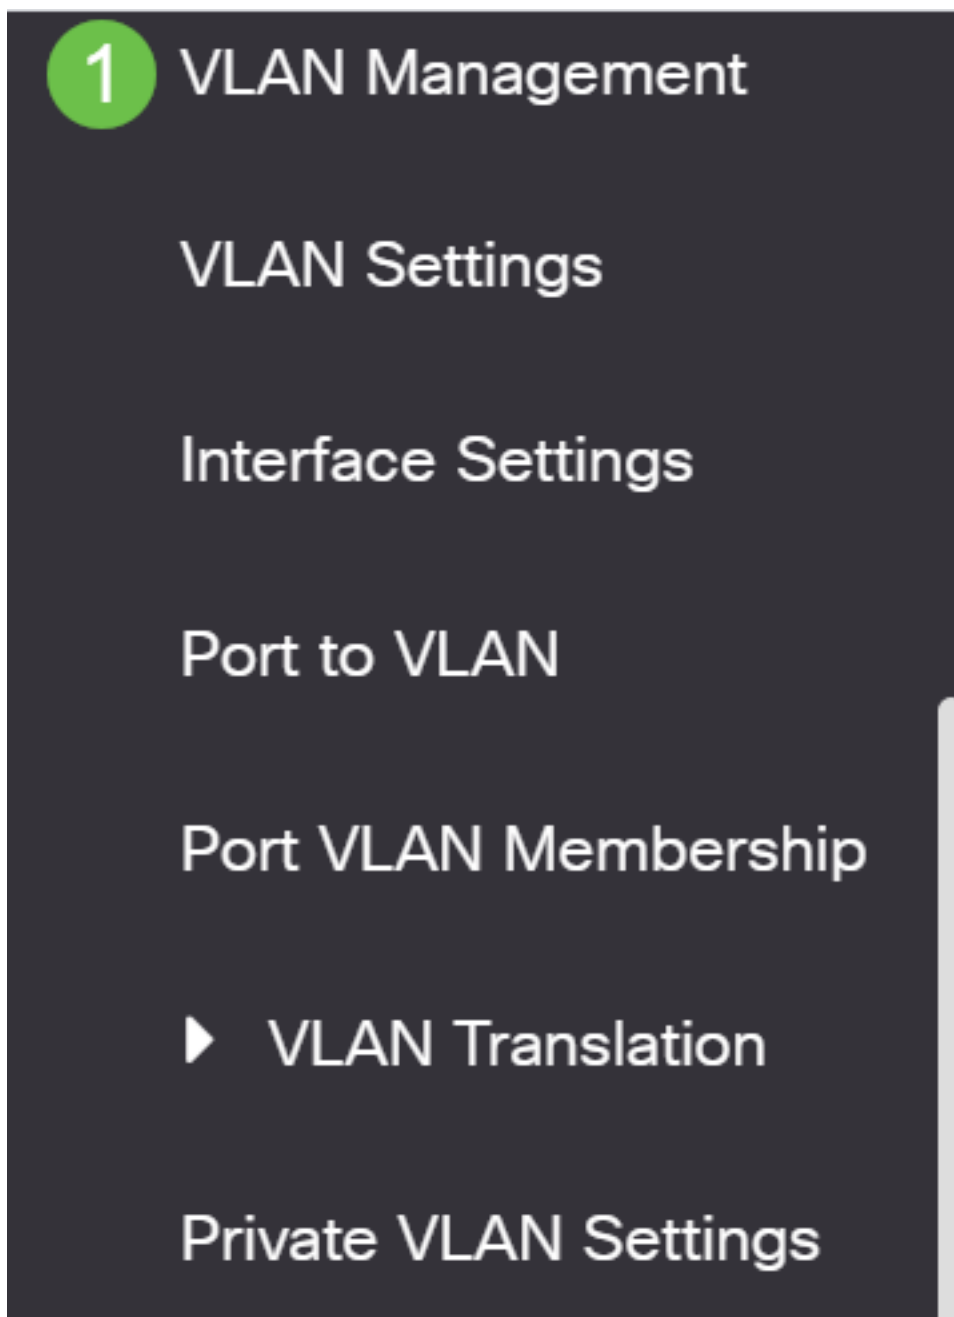 1 VLAN Management
VLAN Settings
Interface Settings
Port to VLAN
Port VLAN Membership
VLAN Translation
Private VLAN Settings